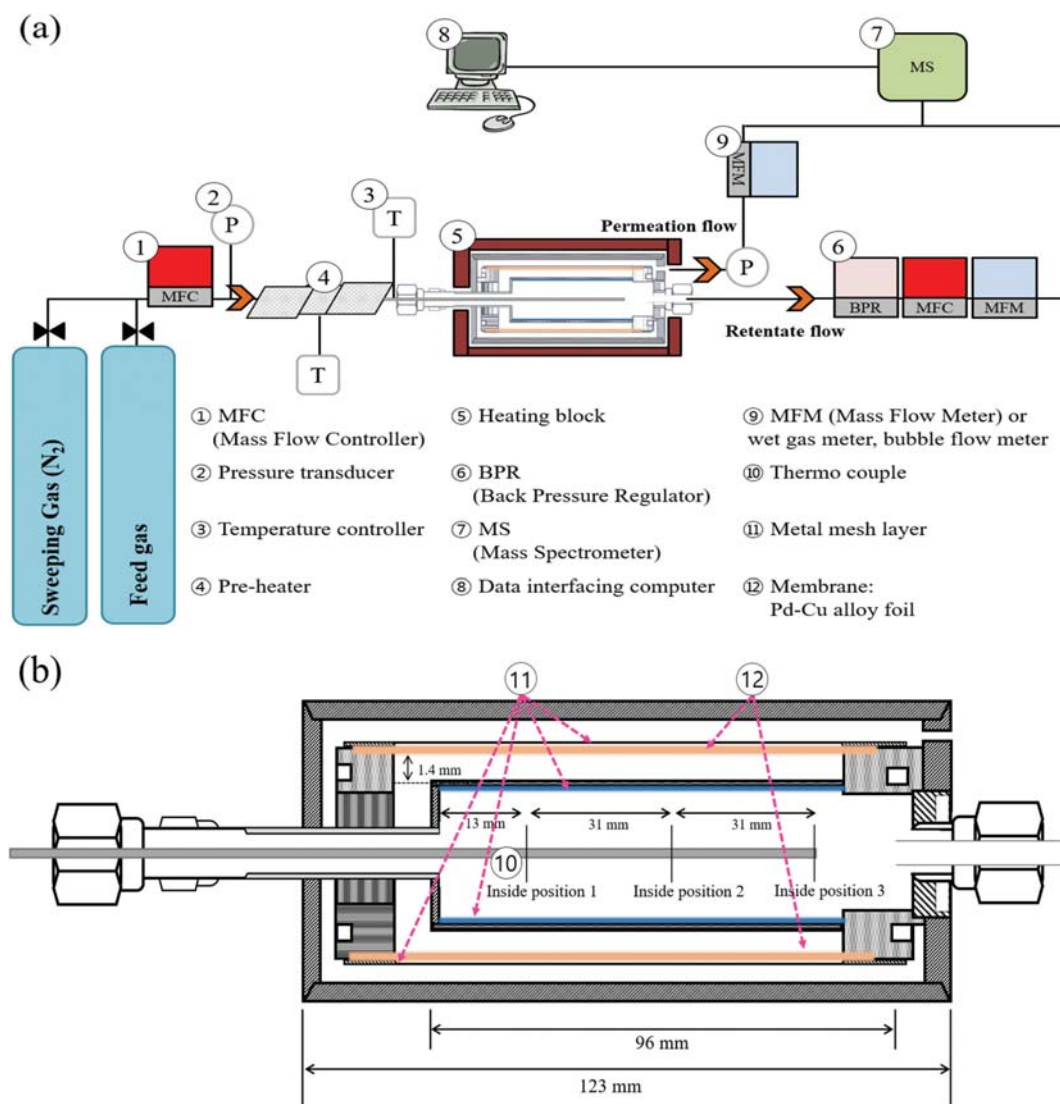 (a)
⑧
⑦
MS
⑨
MFM
③
T
②
P
Permeation flow
⑤
①
⑥
④
P
MFC
BPR
MFC
MFM
Retentate flow
T
Sweeping Gas (N₂)
Feed gas
① MFC
(Mass Flow Controller)
② Pressure transducer
③ Temperature controller
④ Pre-heater
⑤ Heating block
⑥ BPR
(Back Pressure Regulator)
⑦ MS
(Mass Spectrometer)
⑧ Data interfacing computer
⑨ MFM (Mass Flow Meter) or
wet gas meter, bubble flow meter
⑩ Thermo couple
⑪ Metal mesh layer
⑫ Membrane:
Pd-Cu alloy foil
(b)
⑪
⑫
1.4 mm
13 mm
31 mm
31 mm
⑩
Inside position 1
Inside position 2
Inside position 3
96 mm
123 mm